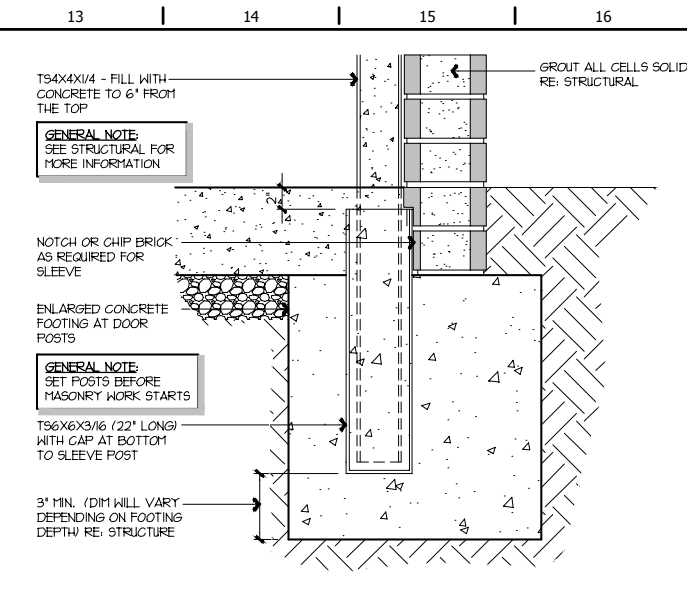 13 14 15 16
TS4X4X1/4 - FILL WITH
CONCRETE TO 6" FROM
THE TOP
GROUT ALL CELLS SOLID
RE: STRUCTURAL
GENERAL NOTE:
SEE STRUCTURAL FOR
MORE INFORMATION
2"
NOTCH OR CHIP BRICK
AS REQUIRED FOR
SLEEVE
ENLARGED CONCRETE
FOOTING AT DOOR
POSTS
GENERAL NOTE:
SET POSTS BEFORE
MASONRY WORK STARTS
TS6X6X3/16 (22" LONG)
WITH CAP AT BOTTOM
TO SLEEVE POST
3" MIN. (DIM WILL VARY
DEPENDING ON FOOTING
DEPTH) RE: STRUCTURE